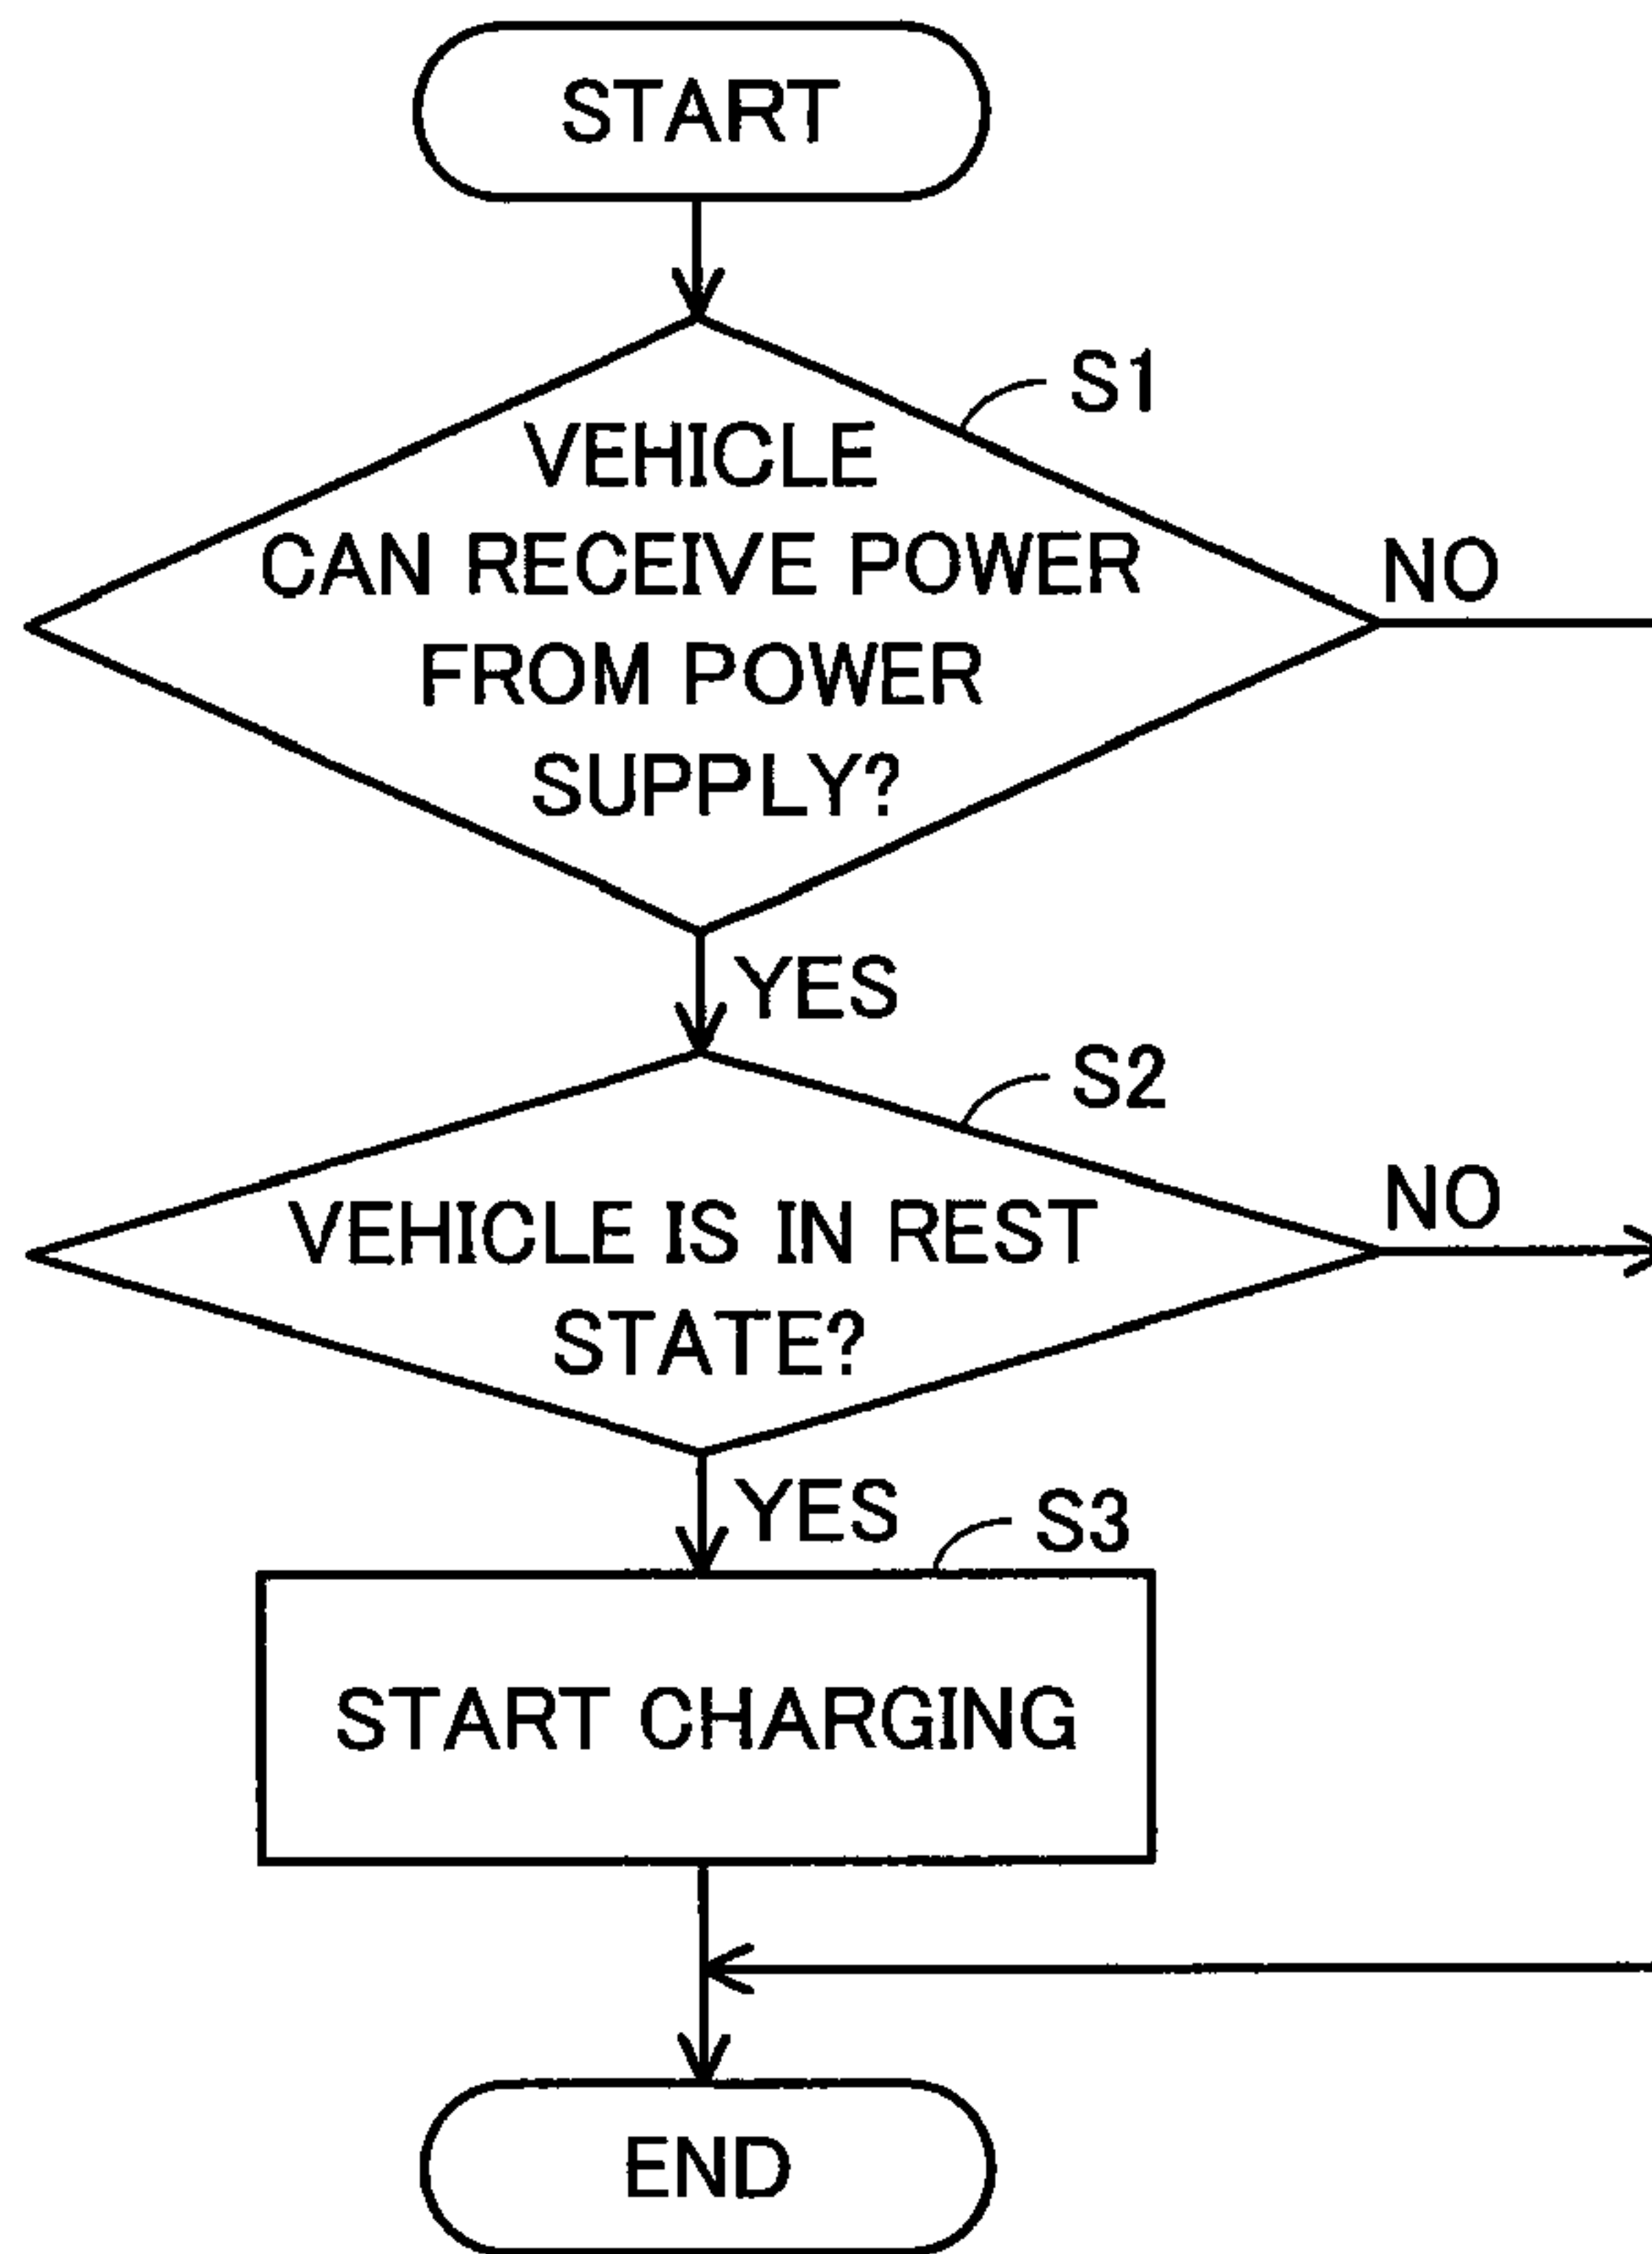 START
S1
VEHICLE
CAN RECEIVE POWER
FROM POWER
SUPPLY?
NO
YES
S2
VEHICLE IS IN REST
STATE?
NO
YES
S3
START CHARGING
END